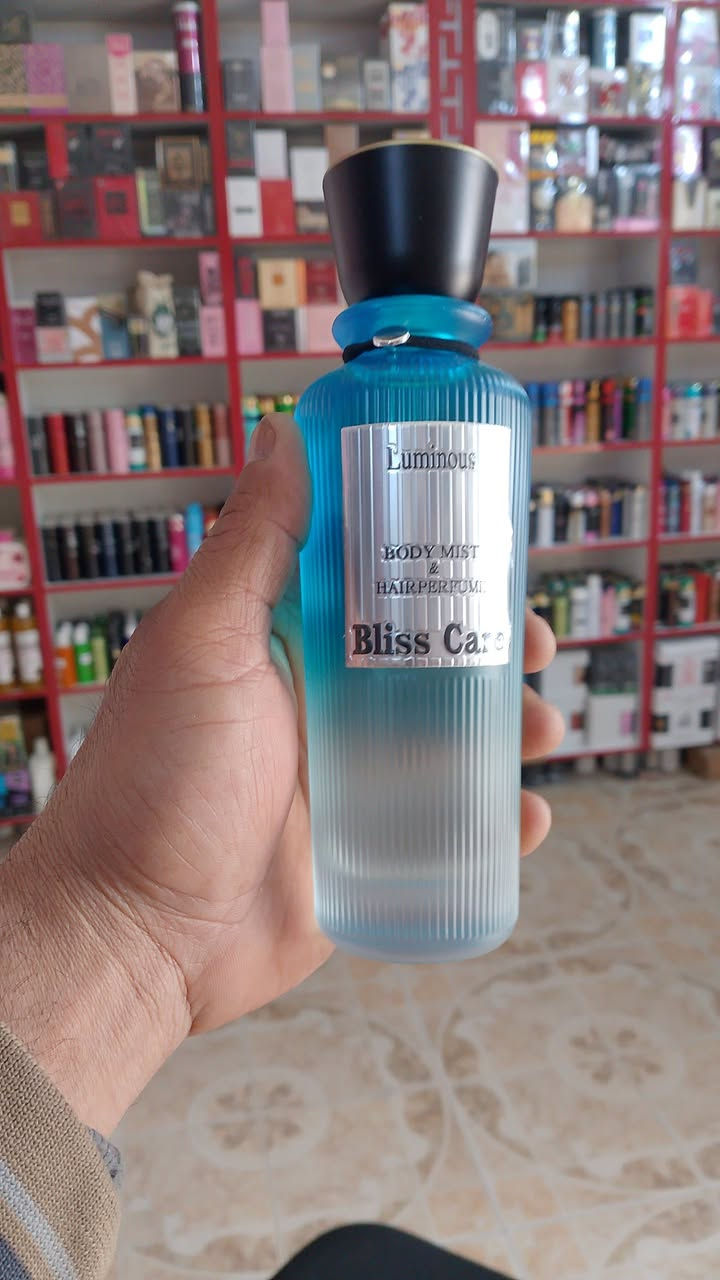 Luminous
BODY MIST
&
HAIRPERFUME
Bliss Care